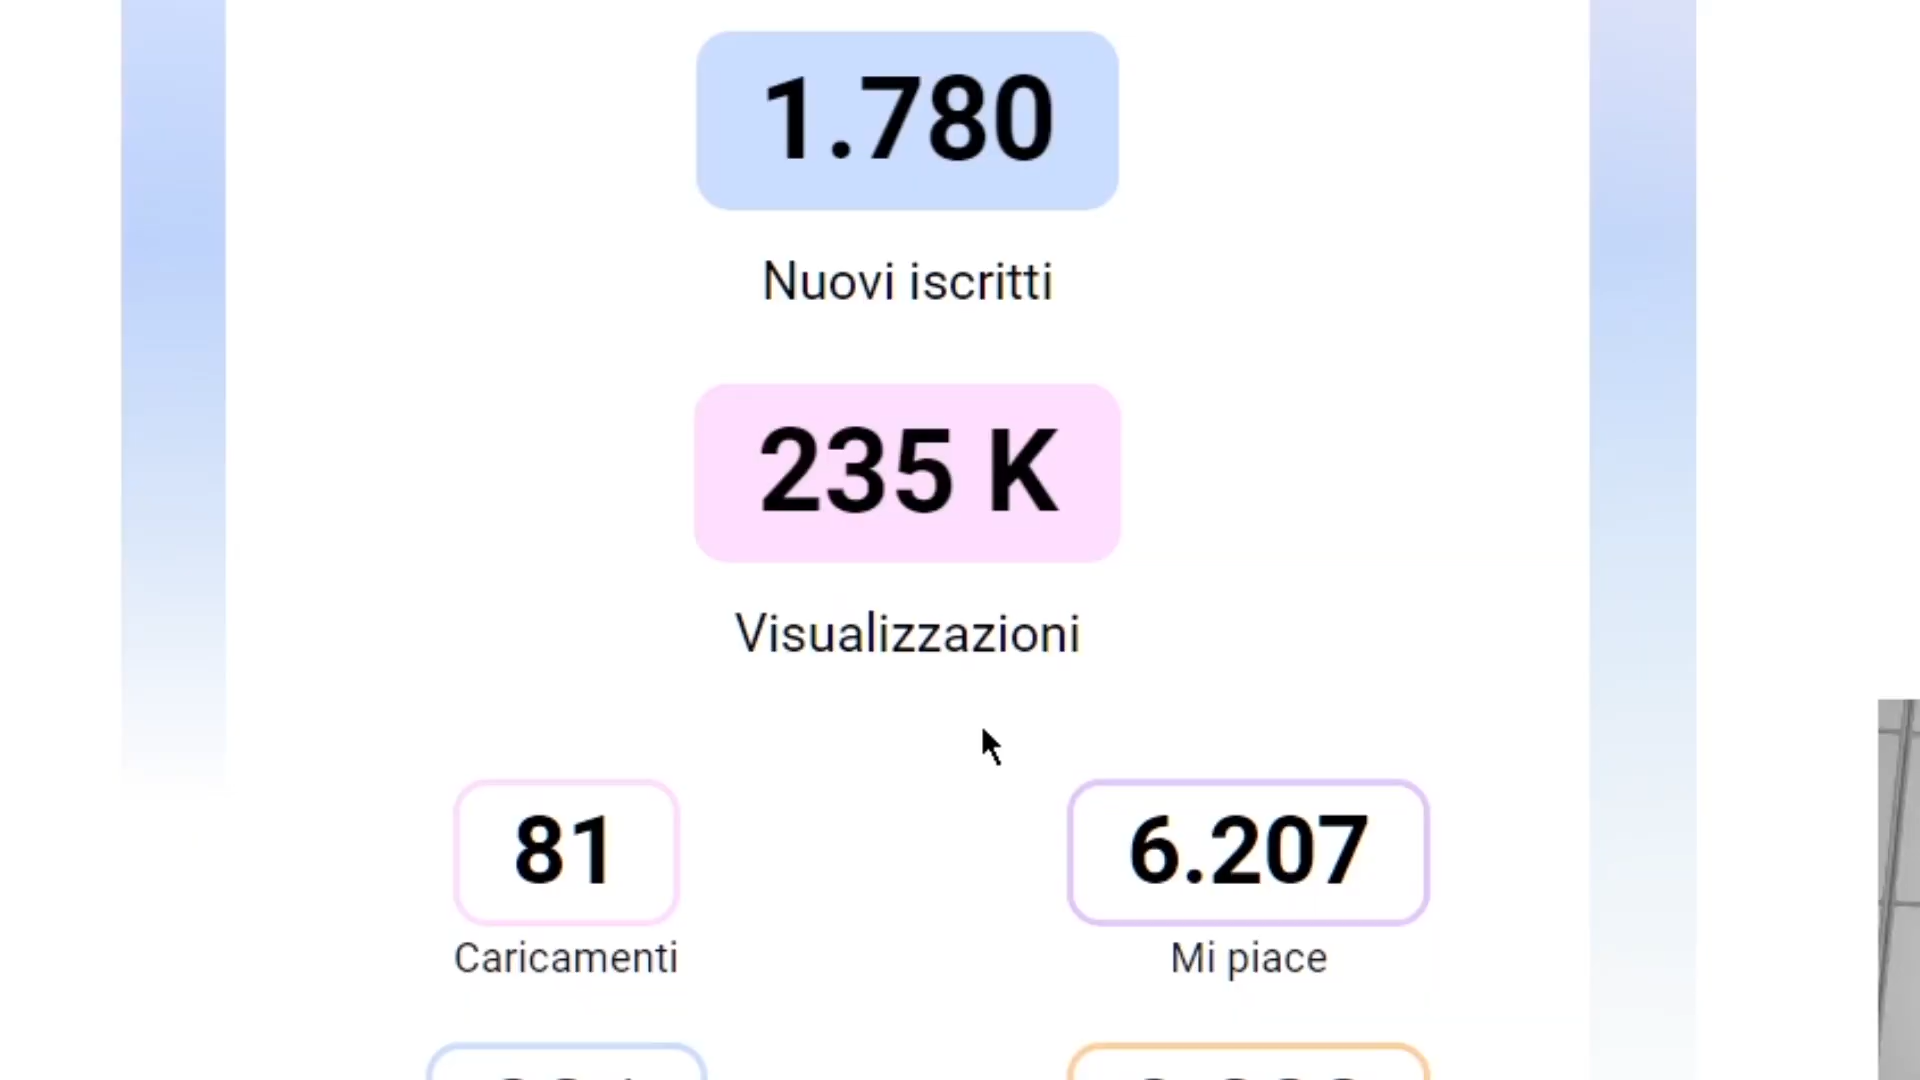 1.780
Nuovi iscritti
235 K
Visualizzazioni
81
6.207
Caricamenti
Mi piace